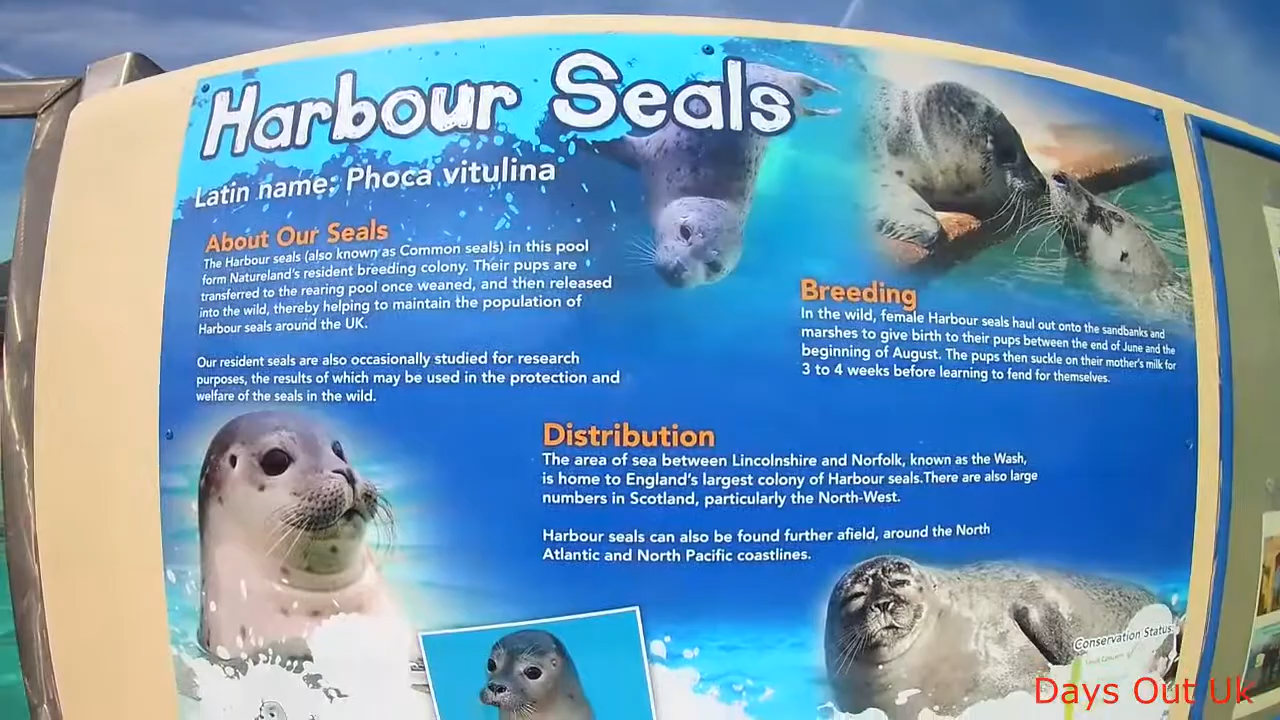 Harbour Seals
Latin name: Phoca vitulina
About Our Seals
The Harbour seals (also known as Common seals) in this pool
form Natureland's resident breeding colony. Their pups are
transferred to the rearing pool once weaned, and then released
into the wild, thereby helping to maintain the population of
Harbour seals around the UK.
Our resident seals are also occasionally studied for research
purposes, the results of which may be used in the protection and
welfare of the seals in the wild.
Breeding
In the wild, female Harbour seals haul out onto the sandbanks and
marshes to give birth to their pups between the end of June and the
beginning of August. The pups then suckle on their mother's milk for
3 to 4 weeks before learning to fend for themselves.
Distribution
The area of sea between Lincolnshire and Norfolk, known as the Wash,
is home to England's largest colony of Harbour seals.There are also large
numbers in Scotland, particularly the North-West.
Harbour seals can also be found further afield, around the North
Atlantic and North Pacific coastlines.
Conservation Status:
Least Concern
Days Out Uk